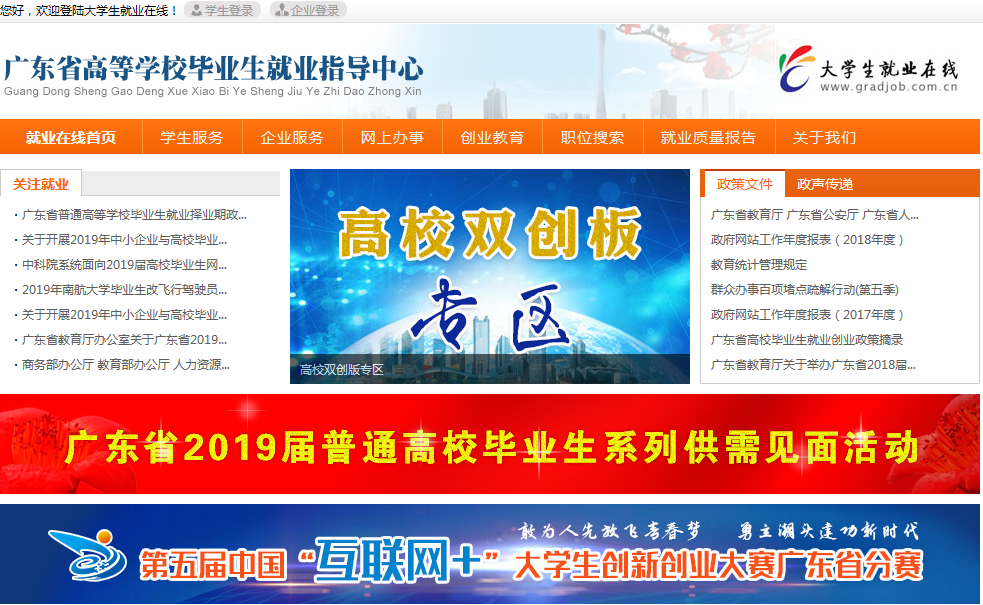 您好，欢迎登陆大学生就业在线！ 学生登录 企业登录
广东省高等学校毕业生就业指导中心
Guang Dong Sheng Gao Deng Xue Xiao Bi Ye Sheng Jiu Ye Zhi Dao Zhong Xin
大学生就业在线
www.gradjob.com.cn
就业在线首页 学生服务 企业服务 网上办事 创业教育 职位搜索 就业质量报告 关于我们
关注就业
· 广东省普通高等学校毕业生就业择业期政...
· 关于开展2019年中小企业与高校毕业...
· 中科院系统面向2019届高校毕业生网...
· 2019年南航大学毕业生改飞行驾驶员...
· 关于开展2019年中小企业与高校毕业...
· 广东省教育厅办公室关于广东省2019...
· 商务部办公厅 教育部办公厅 人力资源...
高校双创板
专区
高校双创版专区
政策文件 政声传递
广东省教育厅 广东省公安厅 广东省人...
政府网站工作年度报表（2018年度）
教育统计管理规定
群众办事百项堵点疏解行动(第五季)
政府网站工作年度报表（2017年度）
广东省高校毕业生就业创业政策摘录
广东省教育厅关于举办广东省2018届...
广东省2019届普通高校毕业生系列供需见面活动
敢为人先放飞青春梦 勇立潮头建功新时代
第五届中国“互联网+”大学生创新创业大赛广东省分赛